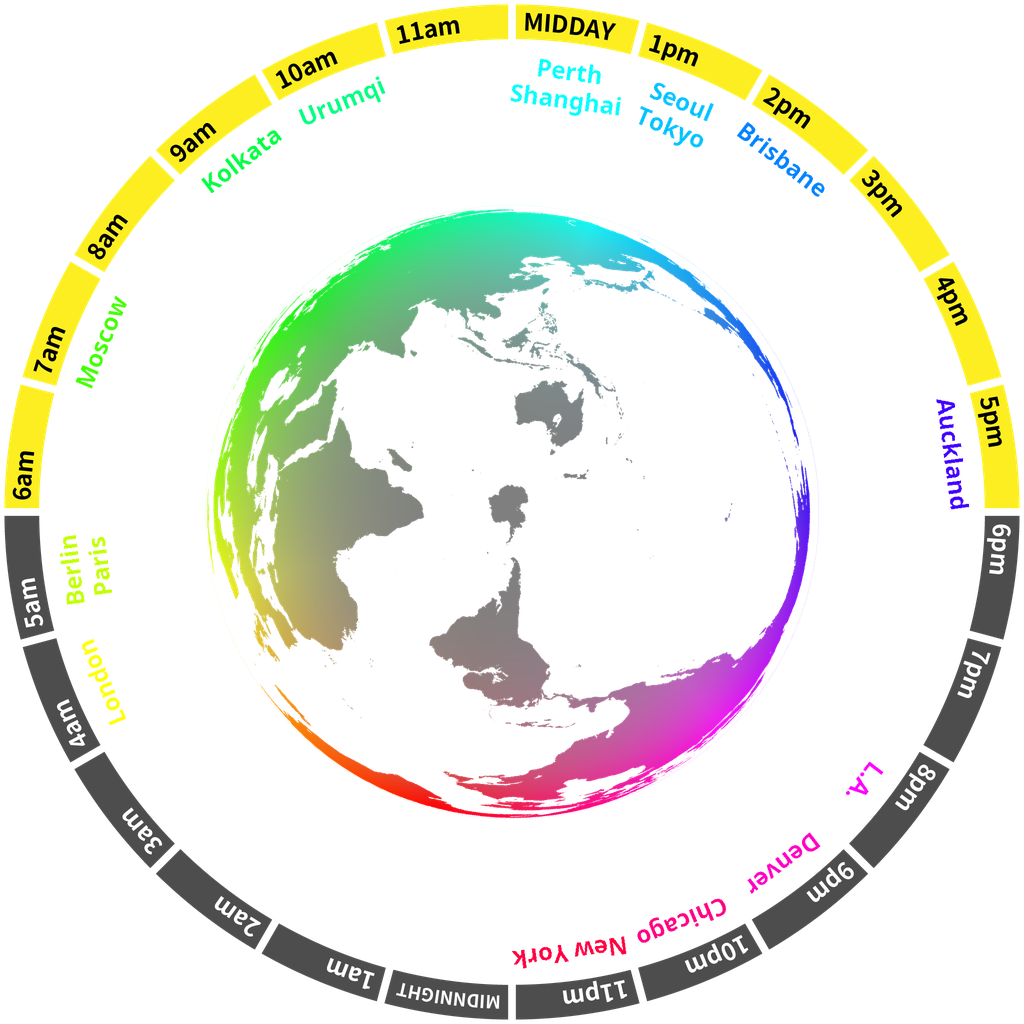 MIDDAY
1pm
2pm
3pm
4pm
5pm
6pm
7pm
8pm
9pm
10pm
11pm
MIDNNIGHT
1am
2am
3am
4am
5am
6am
7am
8am
9am
10am
11am
Perth
Shanghai
Seoul
Tokyo
Brisbane
Auckland
L.A.
Denver
Chicago
New York
London
Berlin
Paris
Moscow
Kolkata
Urumqi